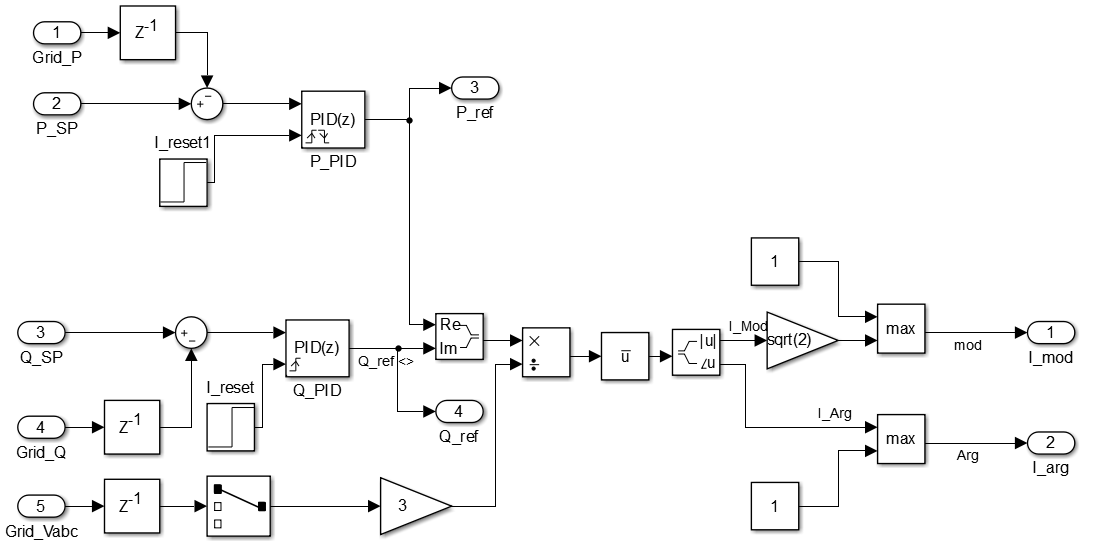 1
Grid_P
Z-1
2
P_SP
+
−
I_reset1
PID(z)
P_PID
3
P_ref
3
Q_SP
+
−
4
Grid_Q
Z-1
I_reset
PID(z)
Q_PID
Q_ref <>
4
Q_ref
Re
Im
×
÷
u
|u|
∠u
I_Mod
sqrt(2)
1
max
mod
1
I_mod
I_Arg
max
Arg
2
I_arg
1
5
Grid_Vabc
Z-1
3